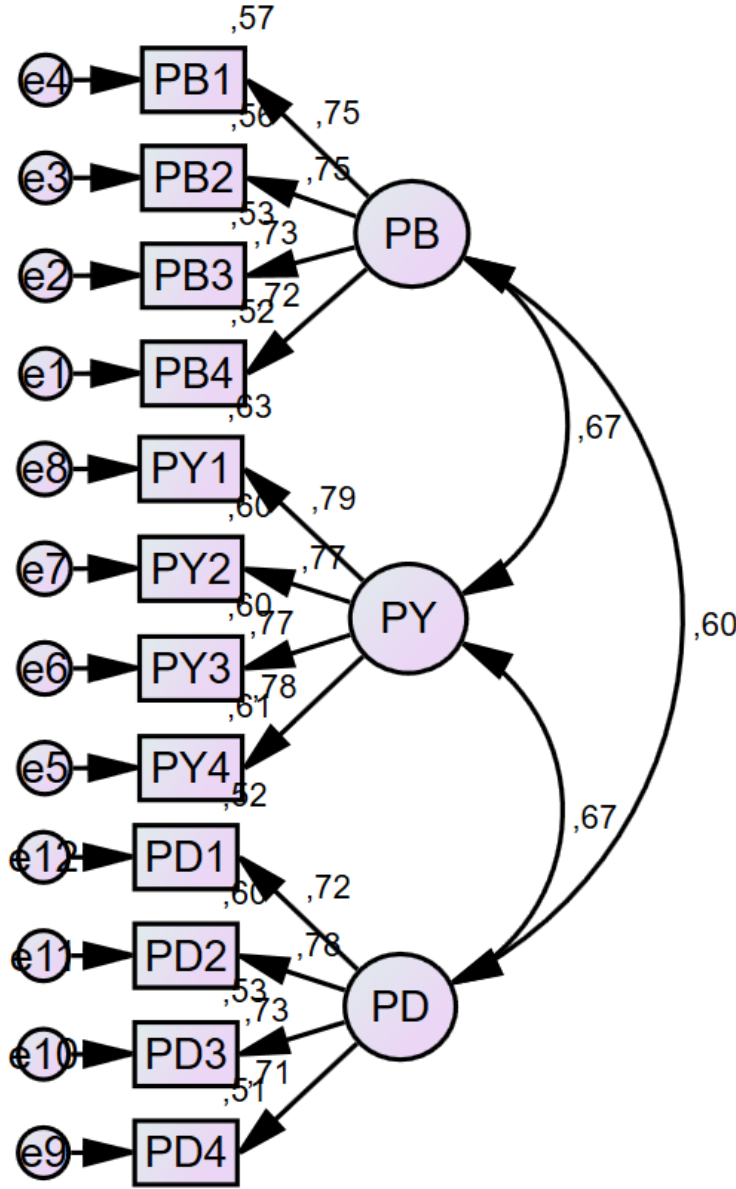 ,57
e4 PB1
,56 ,75
e3 PB2 ,75
,53 ,73 PB
e2 PB3
,52 ,72
e1 PB4
,63
,67
e8 PY1
,60 ,79
e7 PY2 ,77
,60 ,77 PY
,60
e6 PY3
,61 ,78
e5 PY4
,52
,67
e12 PD1
,60 ,72
e11 PD2 ,78
,53 ,73 PD
e10 PD3
,51 ,71
e9 PD4